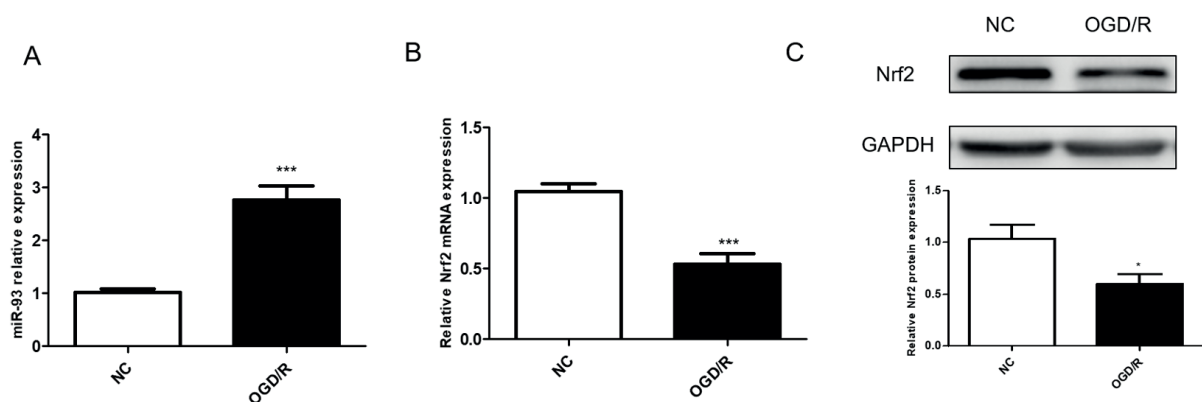 A
miR-93 relative expression
4
3
2
1
0
***
NC
OGD/R
B
Relative Nrf2 mRNA expression
1.5
1.0
0.5
0.0
***
NC
OGD/R
C
NC OGD/R
Nrf2
GAPDH
Relative Nrf2 protein expression
1.5
1.0
0.5
0.0
*
NC
OGD/R